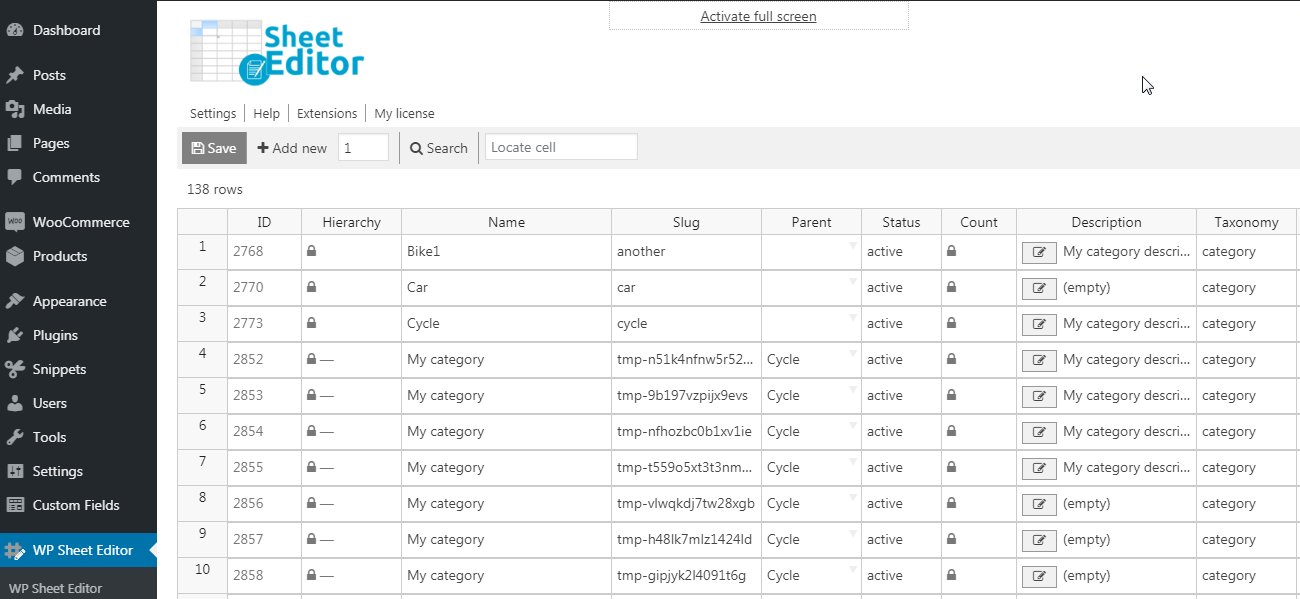 Dashboard
Posts
Media
Pages
Comments
WOO WooCommerce
Products
Appearance
Plugins
Snippets
Users
Tools
Settings
Custom Fields
WP Sheet Editor
WP Sheet Editor
Activate full screen
Sheet
Editor
Settings Help Extensions My license
Save Add new 1 Search Locate cell
138 rows
ID Hierarchy Name Slug Parent Status Count Description Taxonomy
1 2768 Bike1 another active My category descri... category
2 2770 Car car active (empty) category
3 2773 Cycle cycle active My category descri... category
4 2852 — My category tmp-n51k4nfnw5r52... Cycle active My category descri... category
5 2853 — My category tmp-9b197vzpijx9evs Cycle active My category descri... category
6 2854 — My category tmp-nfhozbc0b1xv1ie Cycle active My category descri... category
7 2855 — My category tmp-t559o5xt3t3nm... Cycle active My category descri... category
8 2856 — My category tmp-vlwqkdj7tw28xgb Cycle active (empty) category
9 2857 — My category tmp-h48lk7mlz1424ld Cycle active (empty) category
10 2858 — My category tmp-gipjyk2l4091t6g Cycle active (empty) category